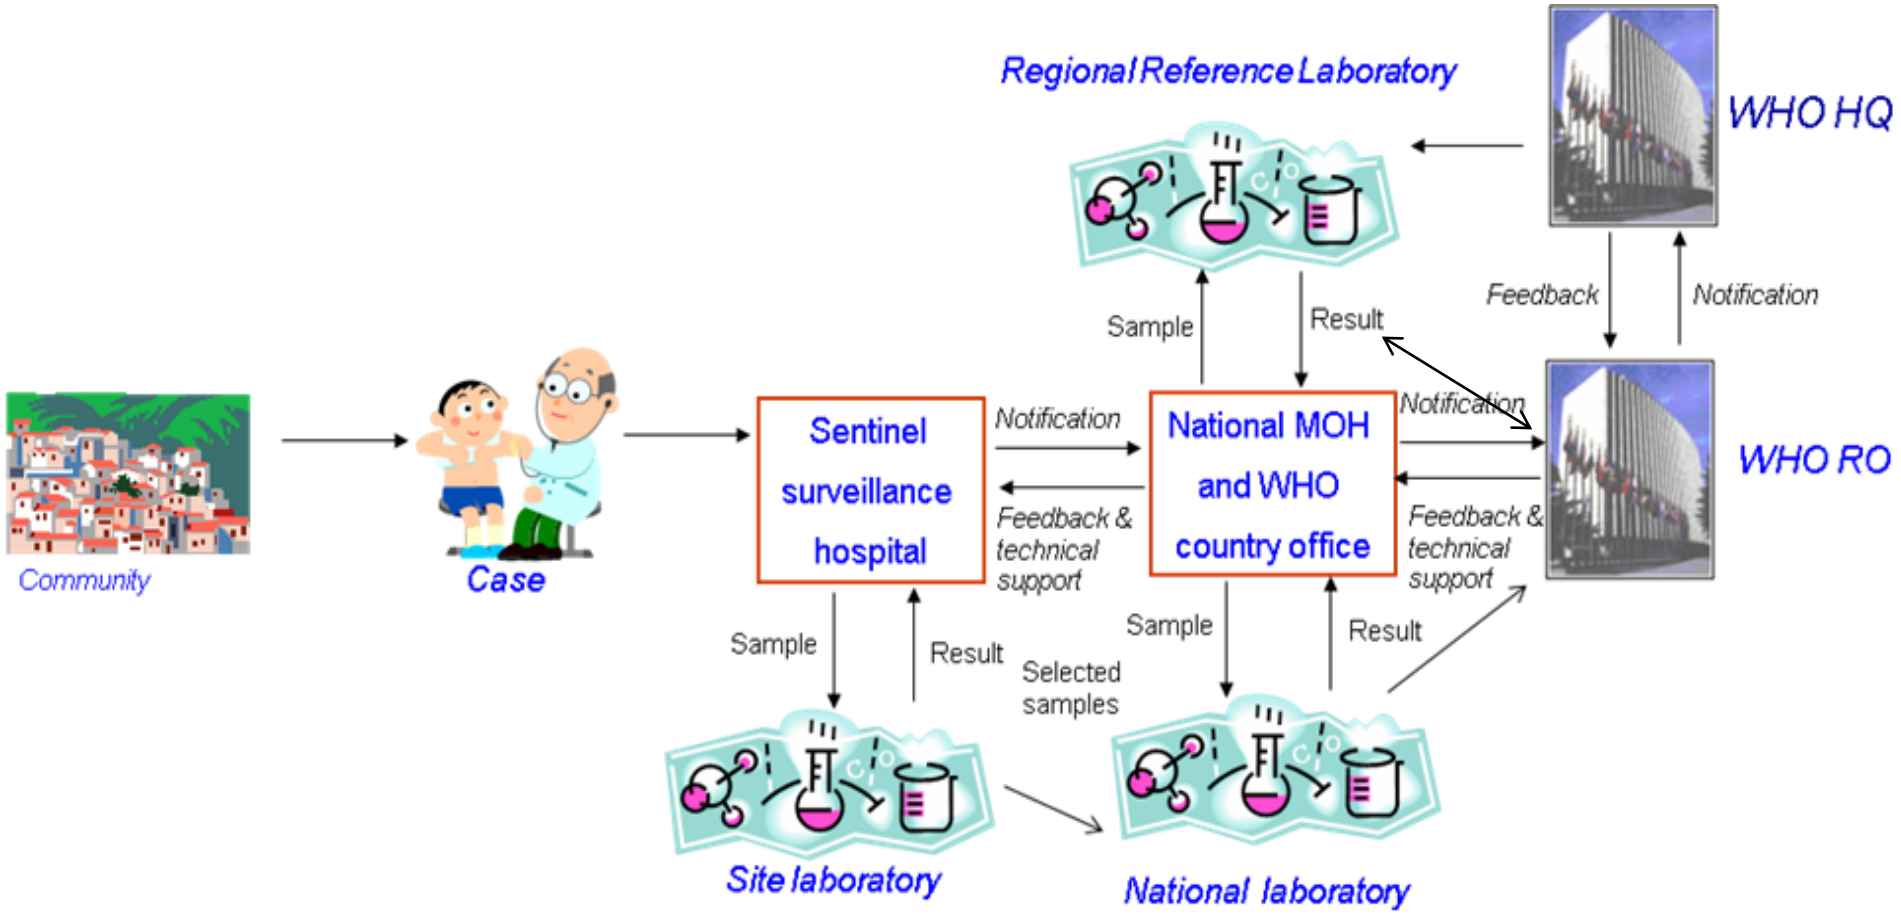 Regional Reference Laboratory
WHO HQ
Feedback
Notification
Sample
Result
Community
Case
Sentinel
surveillance
hospital
Notification
Feedback &
technical
support
National MOH
and WHO
country office
Notification
Feedback &
technical
support
WHO RO
Sample
Result
Selected
samples
Sample
Result
Site laboratory
National laboratory